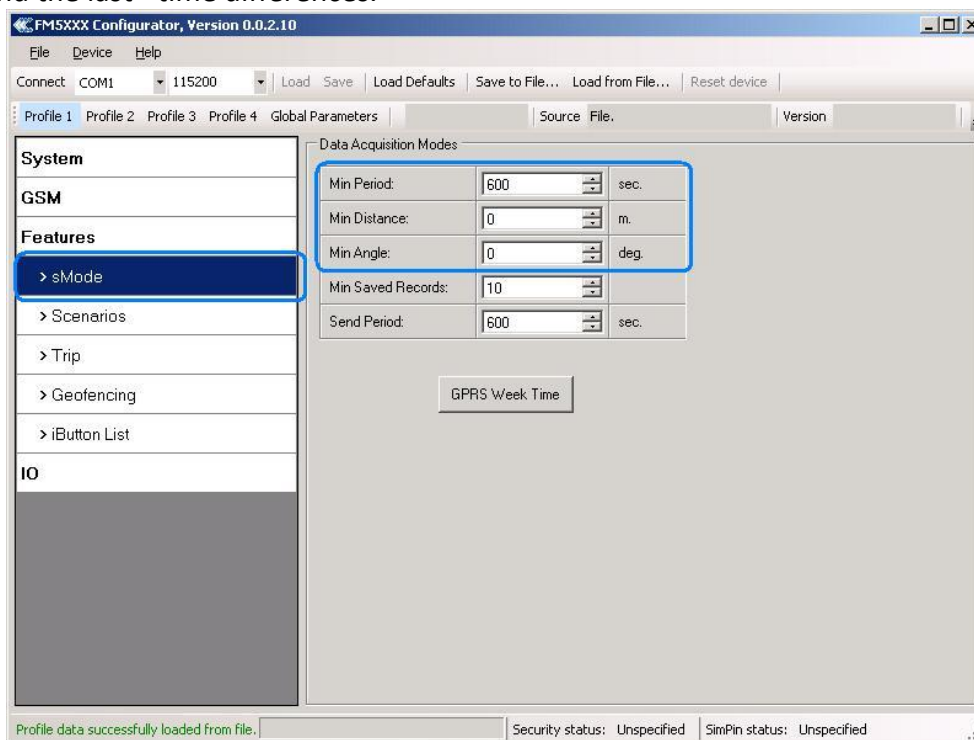 the last time differences.
FM5XXX Configurator, Version 0.0.2.10
File Device Help
Connect COM1 115200 Load Save Load Defaults Save to File... Load from File... Reset device
Profile 1 Profile 2 Profile 3 Profile 4 Global Parameters Source File. Version
System
GSM
Features
> sMode
> Scenarios
> Trip
> Geofencing
> iButton List
IO
Data Acquisition Modes
Min Period: 600 sec.
Min Distance: 0 m.
Min Angle: 0 deg.
Min Saved Records: 10
Send Period: 600 sec.
GPRS Week Time
Profile data successfully loaded from file. Security status: Unspecified SimPin status: Unspecified